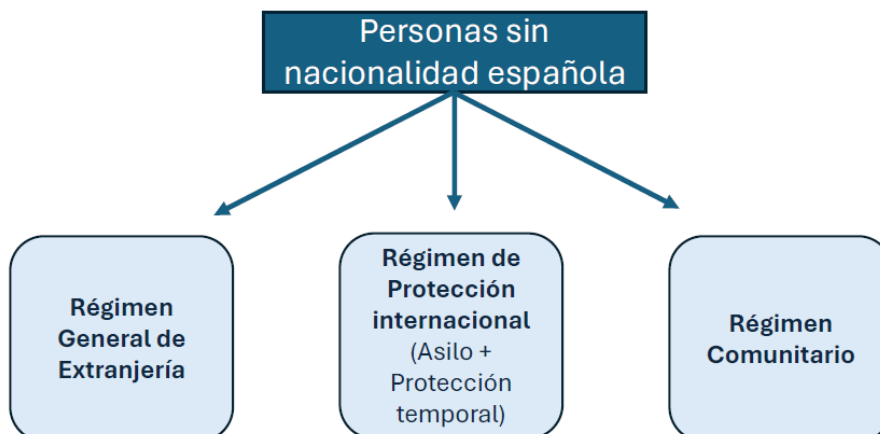 Personas sin
nacionalidad española
Régimen
General de
Extranjería
Régimen de
Protección
internacional
(Asilo +
Protección
temporal)
Régimen
Comunitario